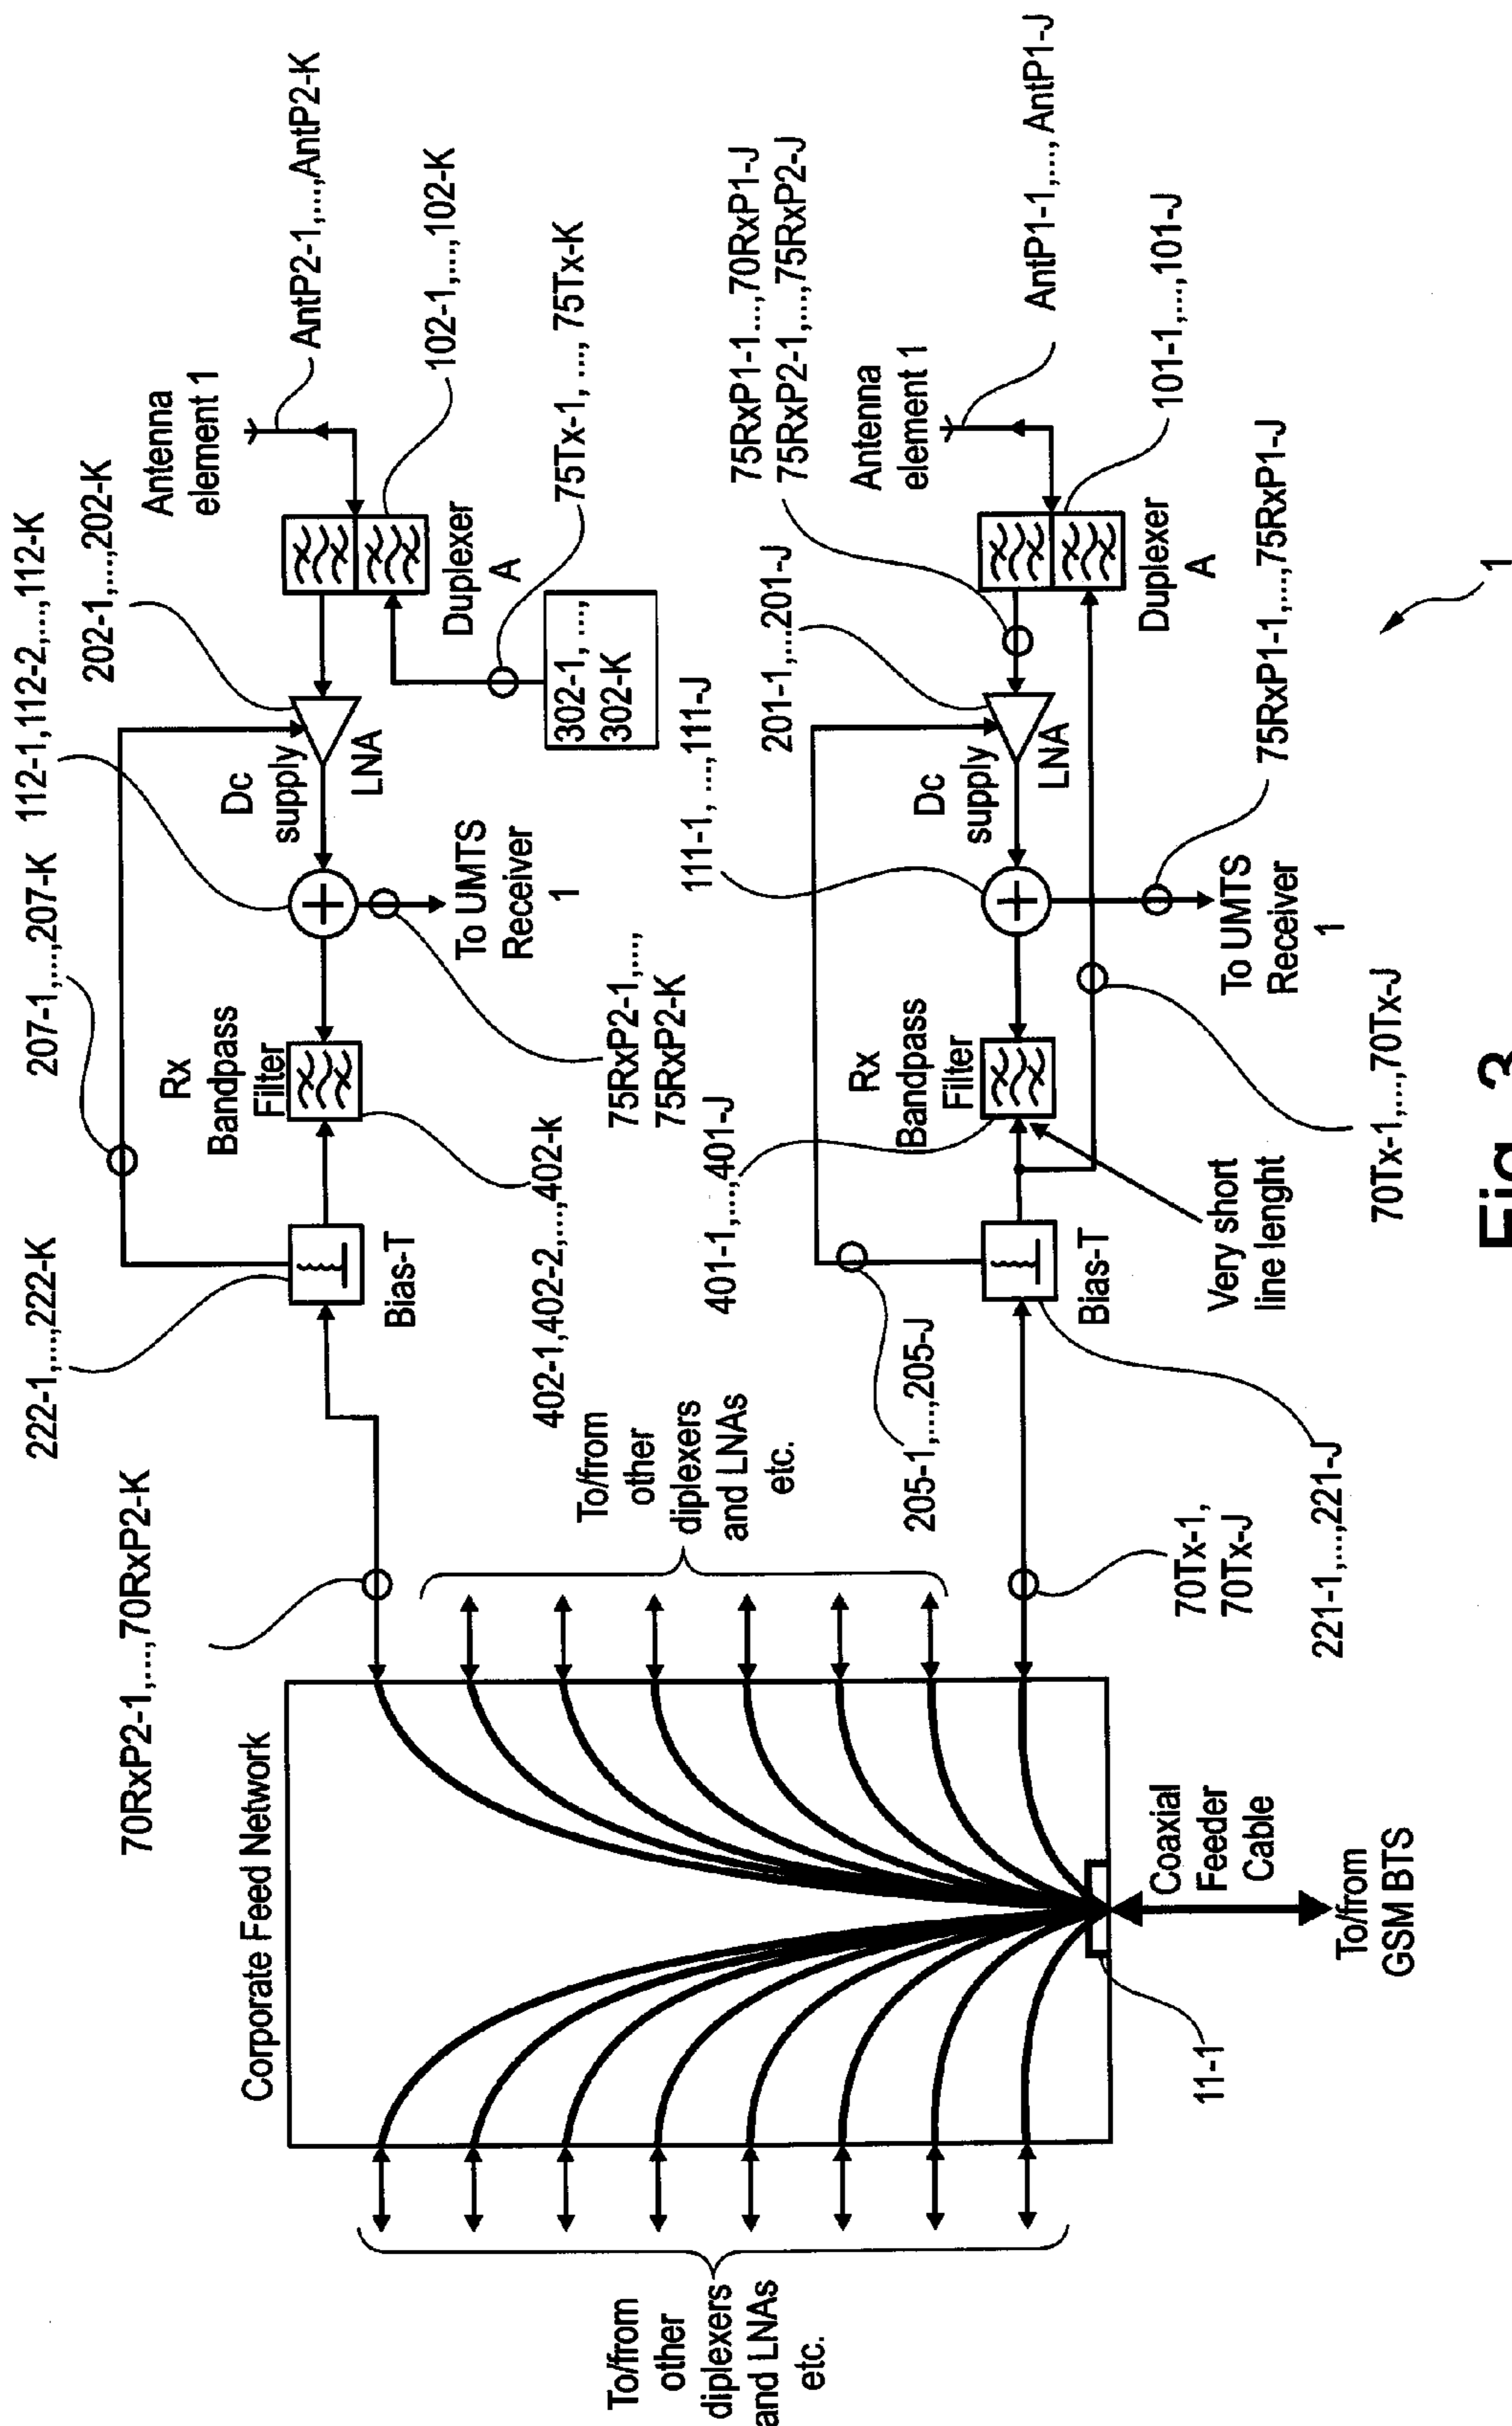 Corporate Feed Network
To/from
other
diplexers
and LNAs
etc.
11-1
Coaxial
Feeder
Cable
To/from
GSM BTS
70RxP2-1,...,70RxP2-K
To/from
other
diplexers
and LNAs
etc.
70Tx-1,
70Tx-J
222-1,...,222-K
Bias-T
207-1,...,207-K
Rx
Bandpass
Filter
402-1,402-2,...,402-k
112-1,112-2,...,112-K
75RxP2-1,...,
75RxP2-K
To UMTS
Receiver
1
Dc
supply
LNA
202-1,...,202-K
Antenna
element 1
AntP2-1,...,AntP2-K
102-1,...,102-K
Duplexer
A
75Tx-1, ..., 75Tx-K
302-1, ...,
302-K
205-1,...,205-J
221-1,...,221-J
Bias-T
401-1,...,401-J
Rx
Bandpass
Filter
Very short
line lenght
70Tx-1,...,70Tx-J
111-1, ...,111-J
To UMTS
Receiver
1
75RxP1-1,...,75RxP1-J
Dc
supply
LNA
201-1,...201-J
75RxP1-1...,70RxP1-J
75RxP2-1,...,75RxP2-J
Antenna
element 1
AntP1-1,..., AntP1-J
101-1,...,101-J
Duplexer
A
1
Fig. 3